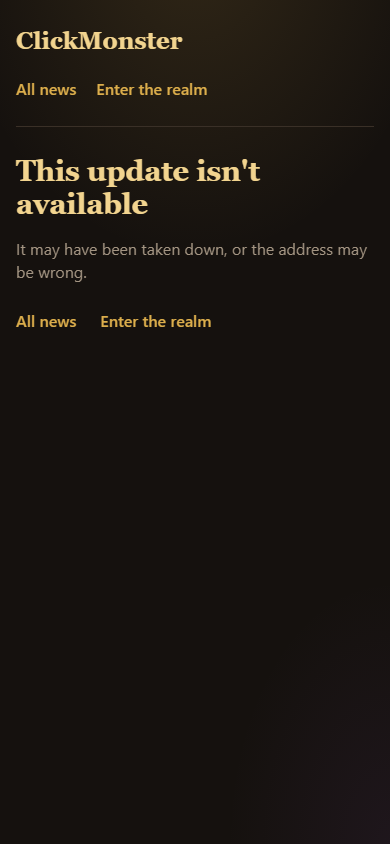 ClickMonster
All news Enter the realm
This update isn't
available
It may have been taken down, or the address may
be wrong.
All news Enter the realm